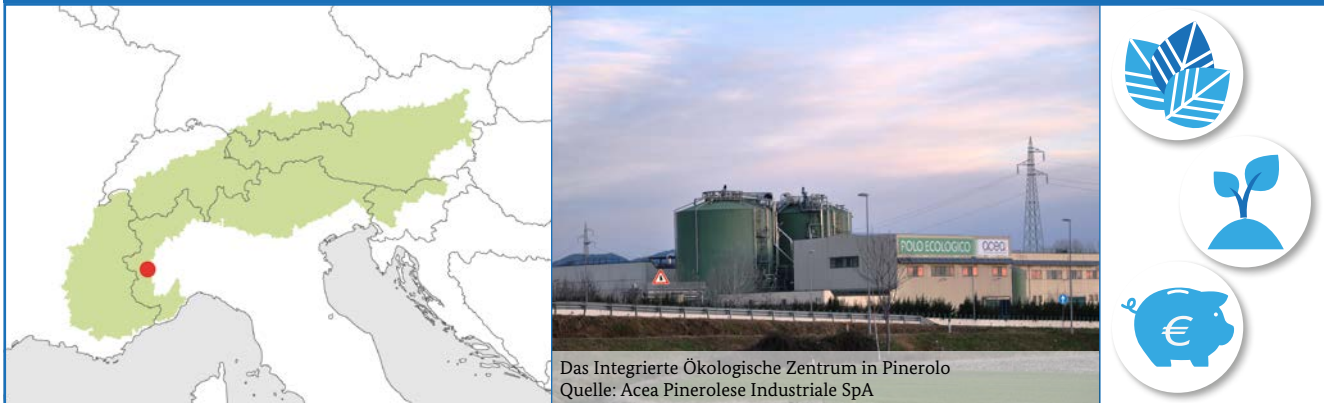 POLO ECOLOGICO acea
Das Integrierte Ökologische Zentrum in Pinerolo
Quelle: Acea Pinerolese Industriale SpA
€